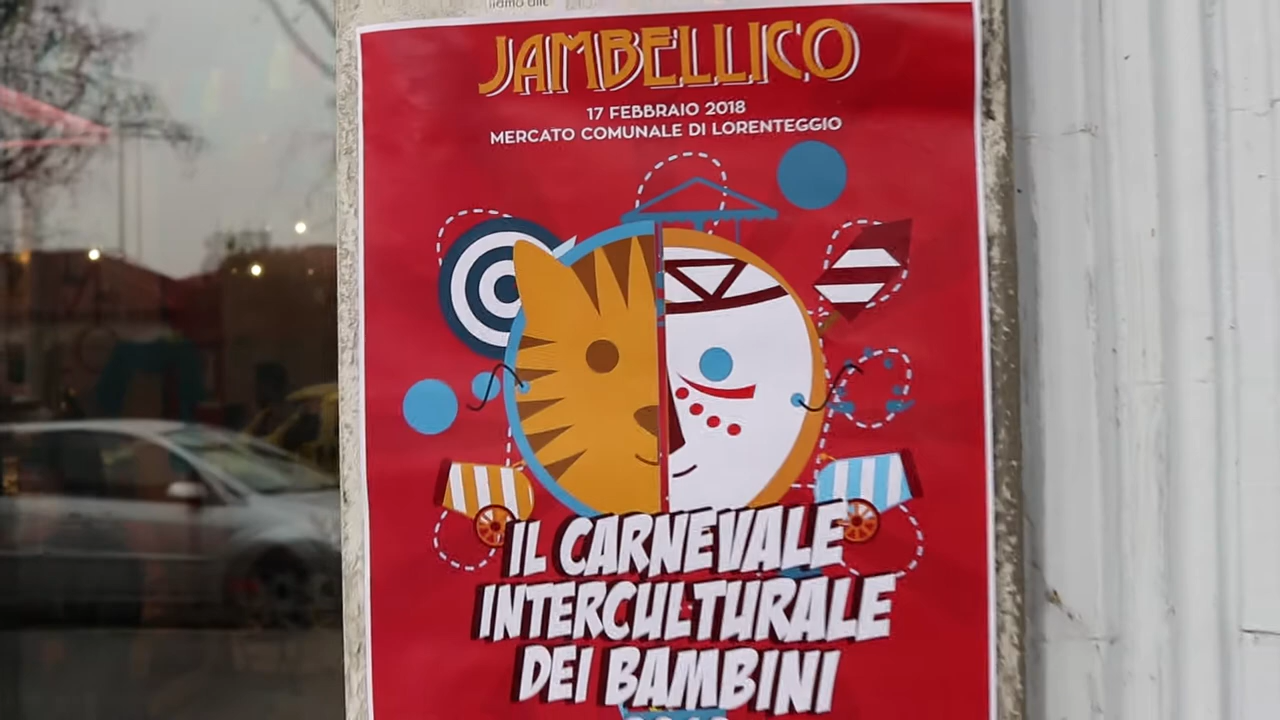 JAMBELLICO
17 FEBBRAIO 2018
MERCATO COMUNALE DI LORENTEGGIO
IL CARNEVALE
INTERCULTURALE
DEI BAMBINI